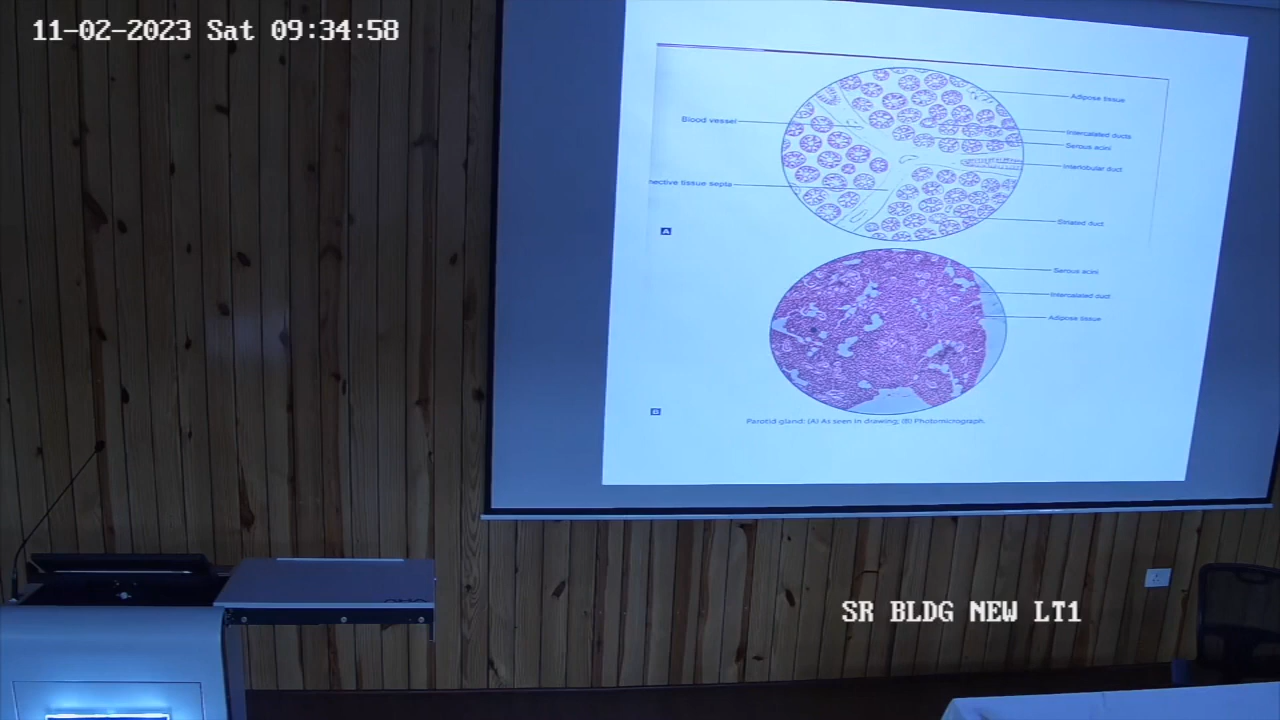 11-02-2023 Sat 09:34:58
Adipose tissue
Blood vessel
Intercalated ducts
Serous acini
Interlobular duct
nective tissue septa
Striated duct
A
Serous acini
Intercalated duct
Adipose tissue
B
Parotid gland: (A) As seen in drawing; (B) Photomicrograph.
SR BLDG NEW LT1